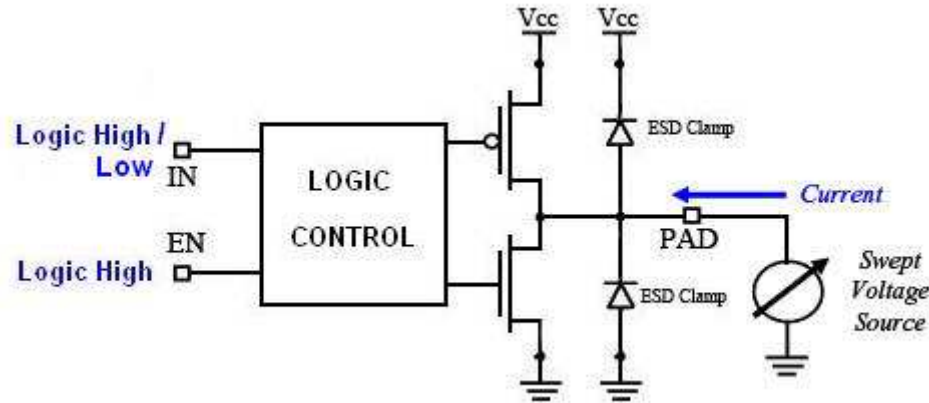 Vcc
Vcc
Logic High /
Low
IN
LOGIC
CONTROL
EN
Logic High
ESD Clamp
Current
PAD
ESD Clamp
Swept
Voltage
Source